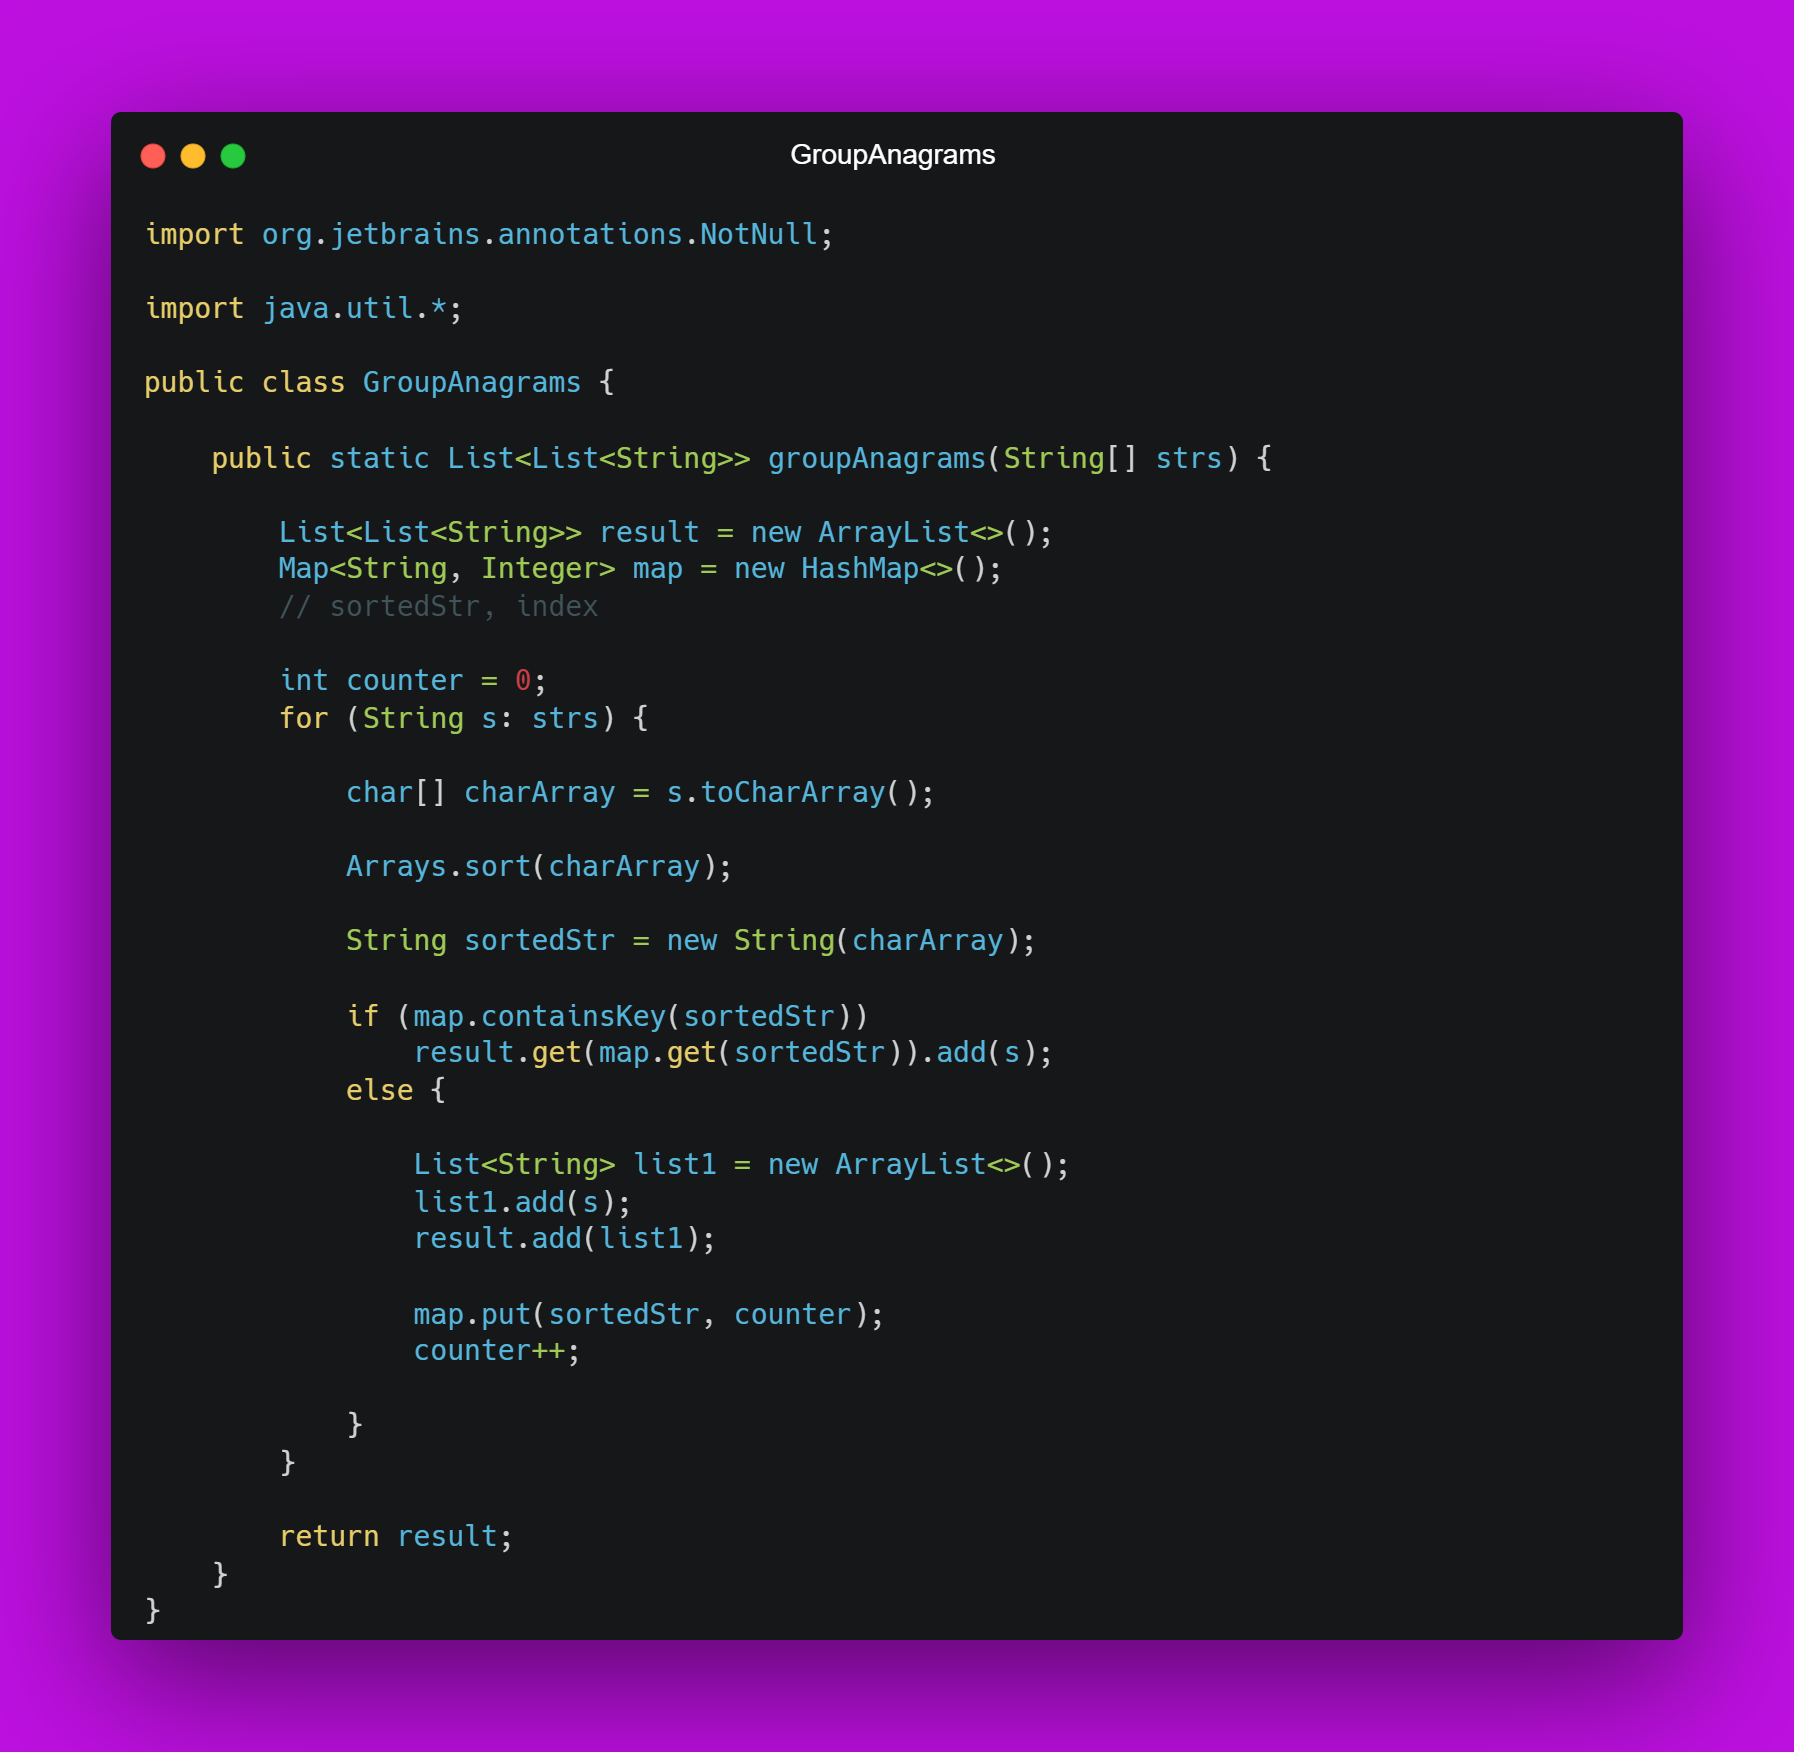 GroupAnagrams
import org.jetbrains.annotations.NotNull;
import java.util.*;
public class GroupAnagrams {
    public static List<List<String>> groupAnagrams(String[] strs) {
        List<List<String>> result = new ArrayList<>();
        Map<String, Integer> map = new HashMap<>();
        // sortedStr, index
        int counter = 0;
        for (String s: strs) {
            char[] charArray = s.toCharArray();
            Arrays.sort(charArray);
            String sortedStr = new String(charArray);
            if (map.containsKey(sortedStr))
                result.get(map.get(sortedStr)).add(s);
            else {
                List<String> list1 = new ArrayList<>();
                list1.add(s);
                result.add(list1);
                map.put(sortedStr, counter);
                counter++;
            }
        }
        return result;
    }
}